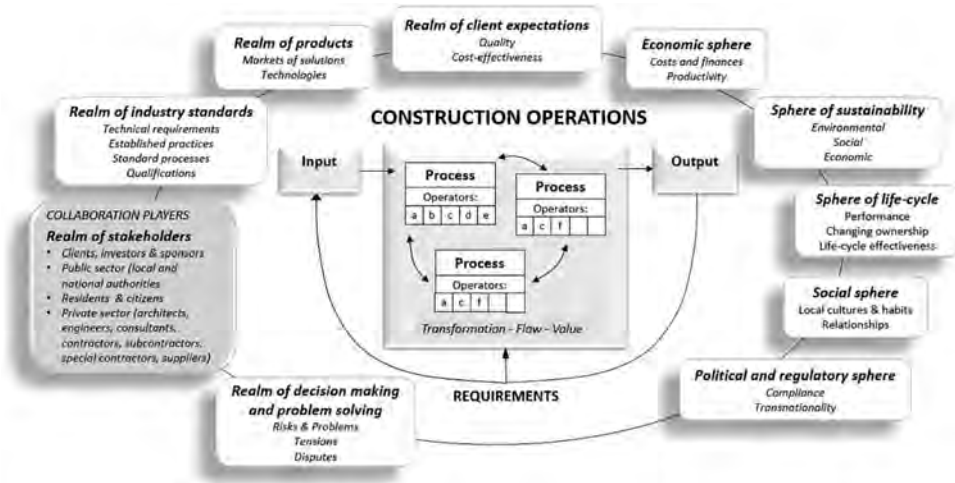 Realm of client expectations
Quality
Cost-effectiveness
Realm of products
Markets of solutions
Technologies
Economic sphere
Costs and finances
Productivity
Realm of industry standards
Technical requirements
Established practices
Standard processes
Qualifications
CONSTRUCTION OPERATIONS
Sphere of sustainability
Environmental
Social
Economic
Input
Process
Operators:
a b c d e
Process
Operators:
a c f
Process
Operators:
a c f
Transformation - Flaw - Value
Output
Sphere of life-cycle
Performance
Changing ownership
Life-cycle effectiveness
COLLABORATION PLAYERS
Realm of stakeholders
• Clients, investors & sponsors
• Public sector (local and
national authorities
• Residents & citizens
• Private sector (architects,
engineers, consultants,
contractors, subcontractors,
special contractors, suppliers)
Social sphere
Local cultures & habits
Relationships
REQUIREMENTS
Realm of decision making
and problem solving
Risks & Problems
Tensions
Disputes
Political and regulatory sphere
Compliance
Transnationality